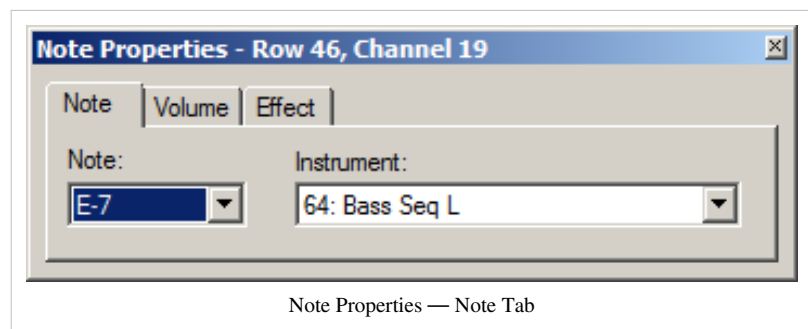 Note Properties - Row 46, Channel 19
Note Volume Effect
Note: Instrument:
E-7 64: Bass Seq L
Note Properties — Note Tab